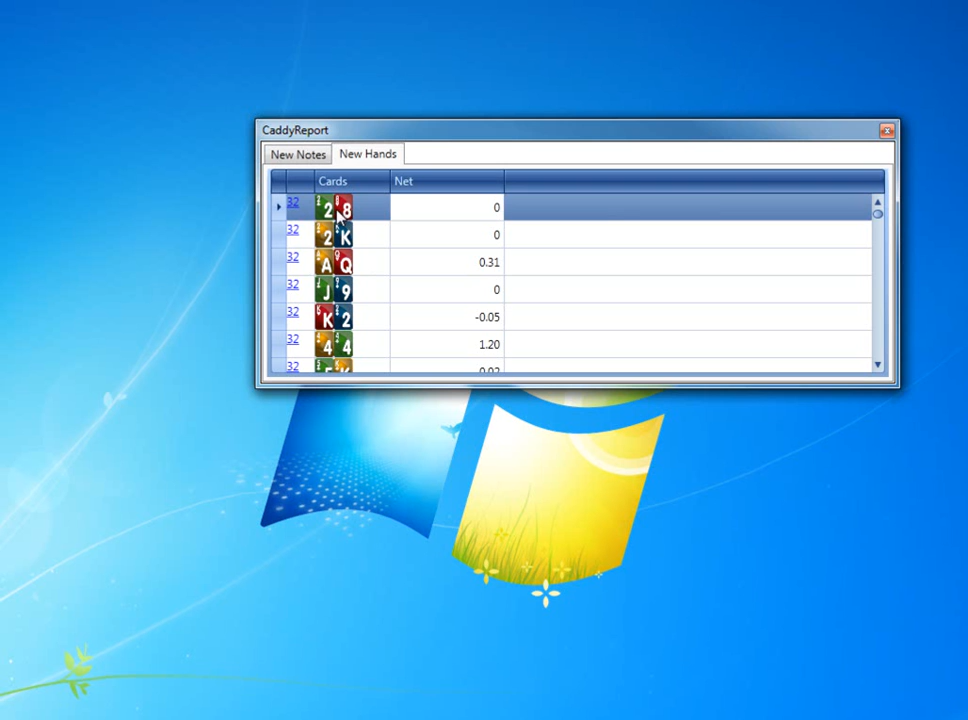 CaddyReport
New Notes New Hands
Cards Net
32 2 8 0
32 2 K 0
32 A Q 0.31
32 J 9 0
32 K 2 -0.05
32 4 4 1.20
32